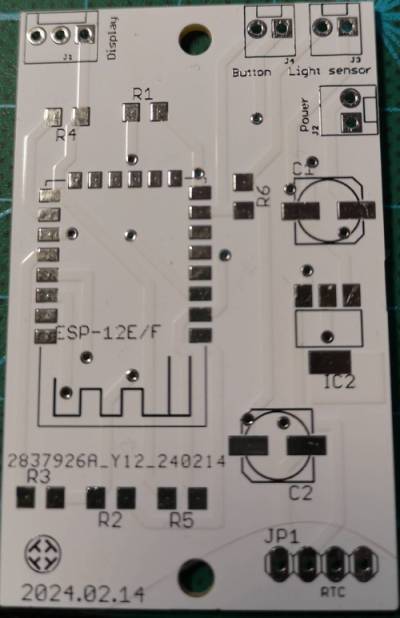 J1
Display
J4
J3
Button
Light sensor
Power
J2
R1
R4
R6
ESP-12E/F
IC2
2837926A_Y12_240214
R3
R2
R5
C2
JP1
RTC
2024.02.14